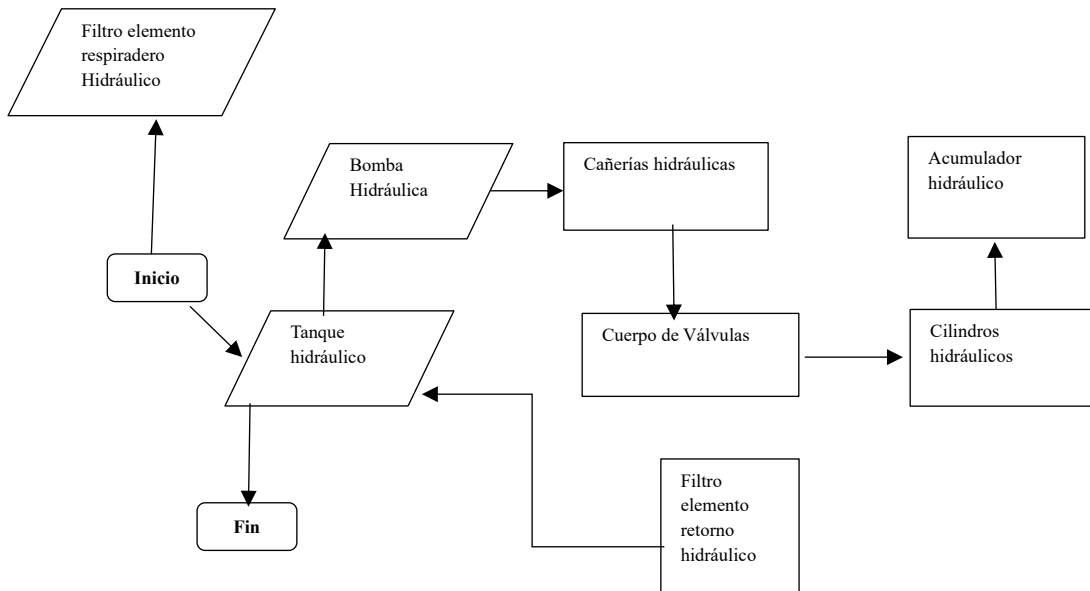 Filtro elemento
respiradero
Hidráulico
Bomba
Hidráulica
Cañerías hidráulicas
Acumulador
hidráulico
Inicio
Tanque
hidráulico
Cuerpo de Válvulas
Cilindros
hidráulicos
Filtro
elemento
retorno
hidráulico
Fin